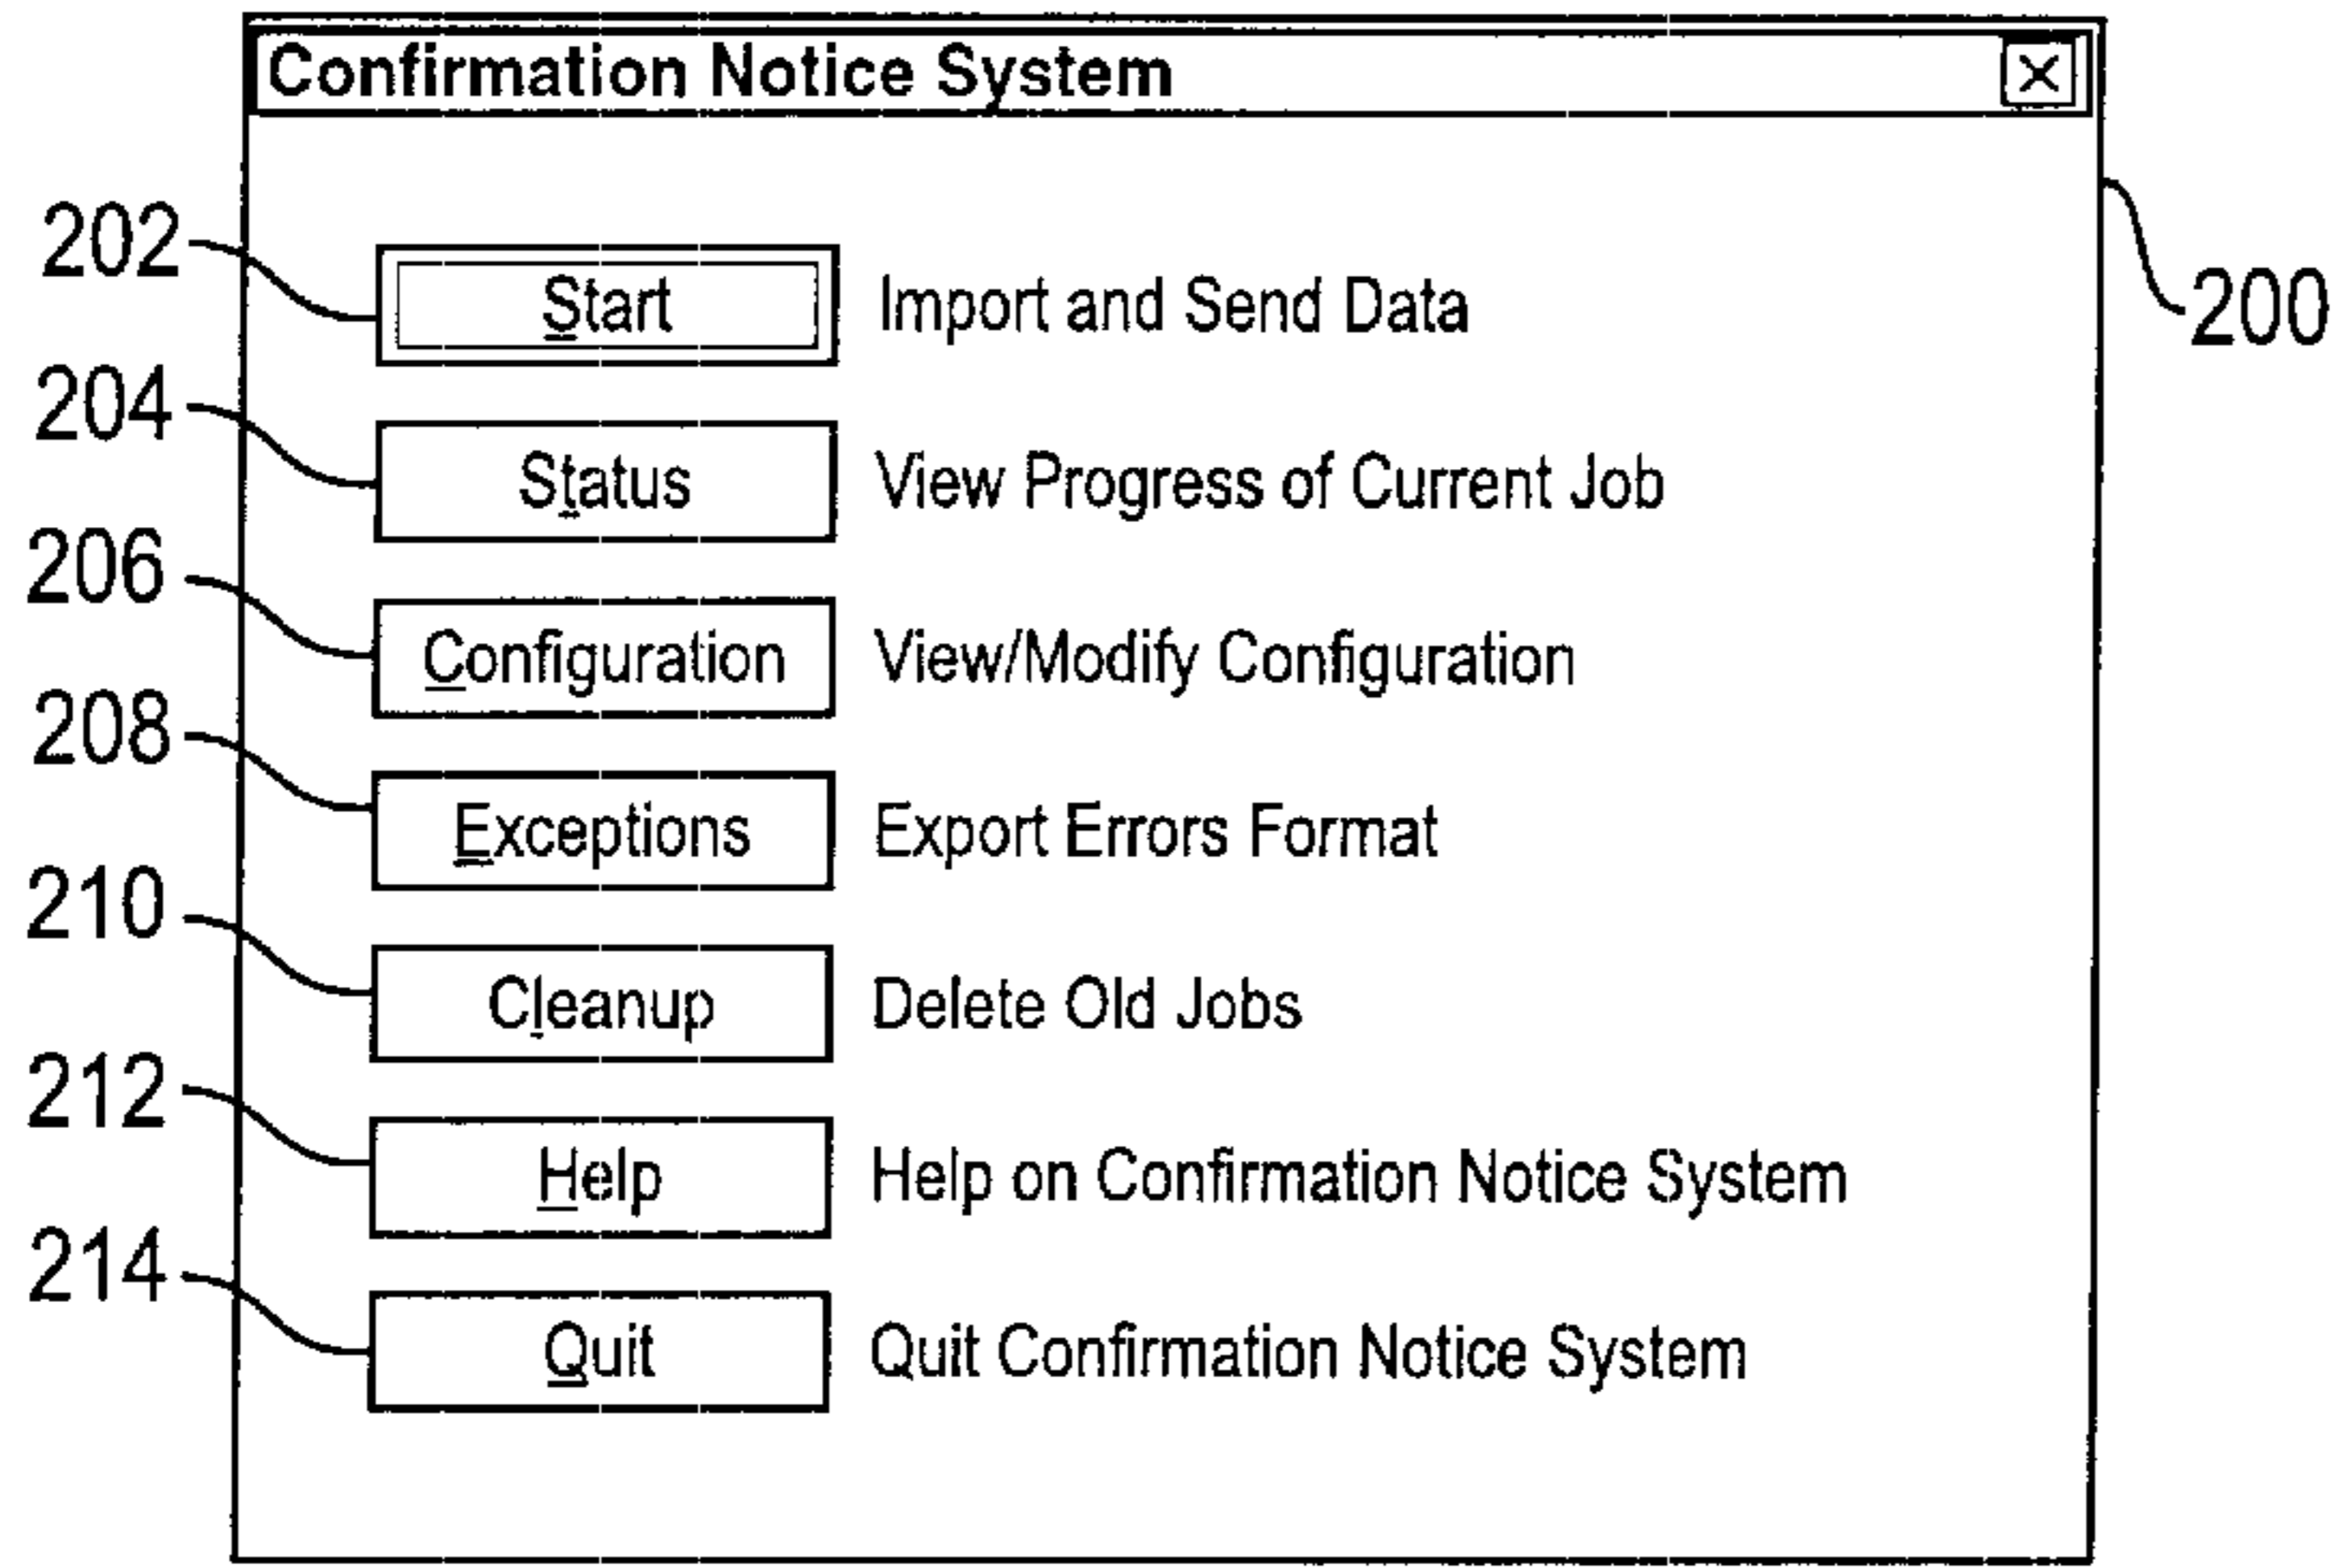 Confirmation Notice System
202 Start Import and Send Data
200
204 Status View Progress of Current Job
206 Configuration View/Modify Configuration
208 Exceptions Export Errors Format
210 Cleanup Delete Old Jobs
212 Help Help on Confirmation Notice System
214 Quit Quit Confirmation Notice System